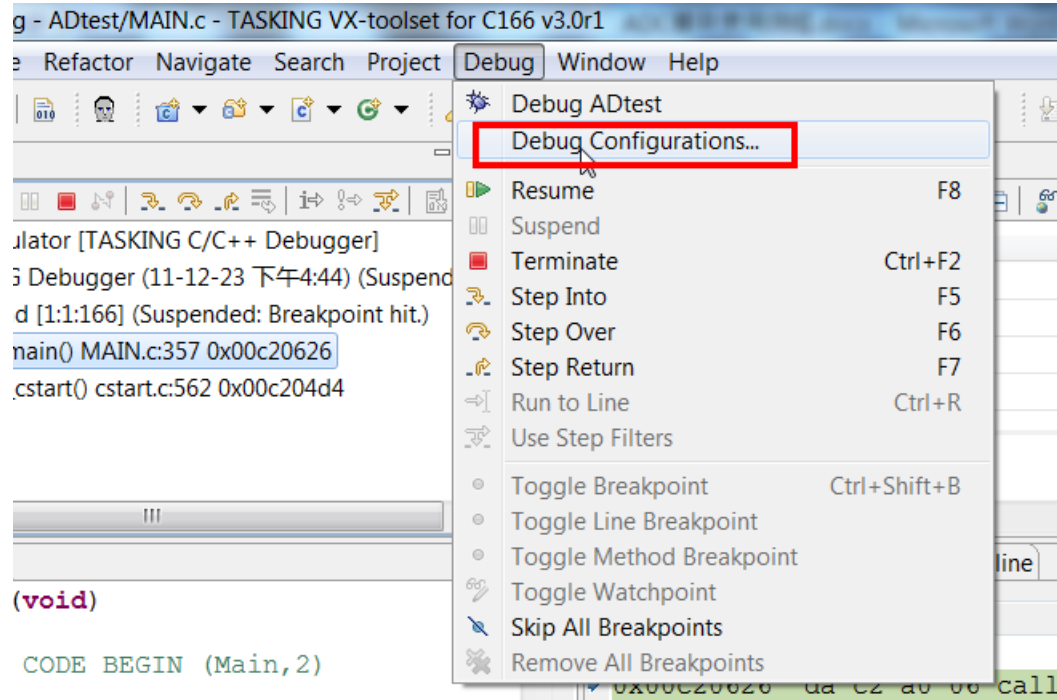 g - ADtest/MAIN.c - TASKING VX-toolset for C166 v3.0r1
e Refactor Navigate Search Project Debug Window Help
Debug ADtest
Debug Configurations...
Resume F8
Suspend
Terminate Ctrl+F2
Step Into F5
Step Over F6
Step Return F7
Run to Line Ctrl+R
Use Step Filters
Toggle Breakpoint Ctrl+Shift+B
Toggle Line Breakpoint
Toggle Method Breakpoint
Toggle Watchpoint
Skip All Breakpoints
Remove All Breakpoints
ulator [TASKING C/C++ Debugger]
G Debugger (11-12-23 下午4:44) (Suspend
d [1:1:166] (Suspended: Breakpoint hit.)
main() MAIN.c:357 0x00c20626
_cstart() cstart.c:562 0x00c204d4
line
(void)
CODE BEGIN (Main,2)
0x00c20626 da c2 a0 06 call